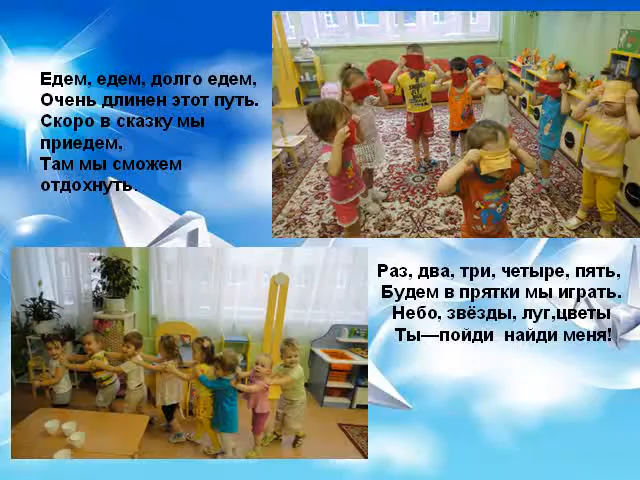 Едем, едем, долго едем,
Очень длинен этот путь.
Скоро в сказку мы
приедем,
Там мы сможем
отдохнуть.
Раз, два, три, четыре, пять,
Будем в прятки мы играть.
Небо, звёзды, луг,цветы
Ты—пойди найди меня!